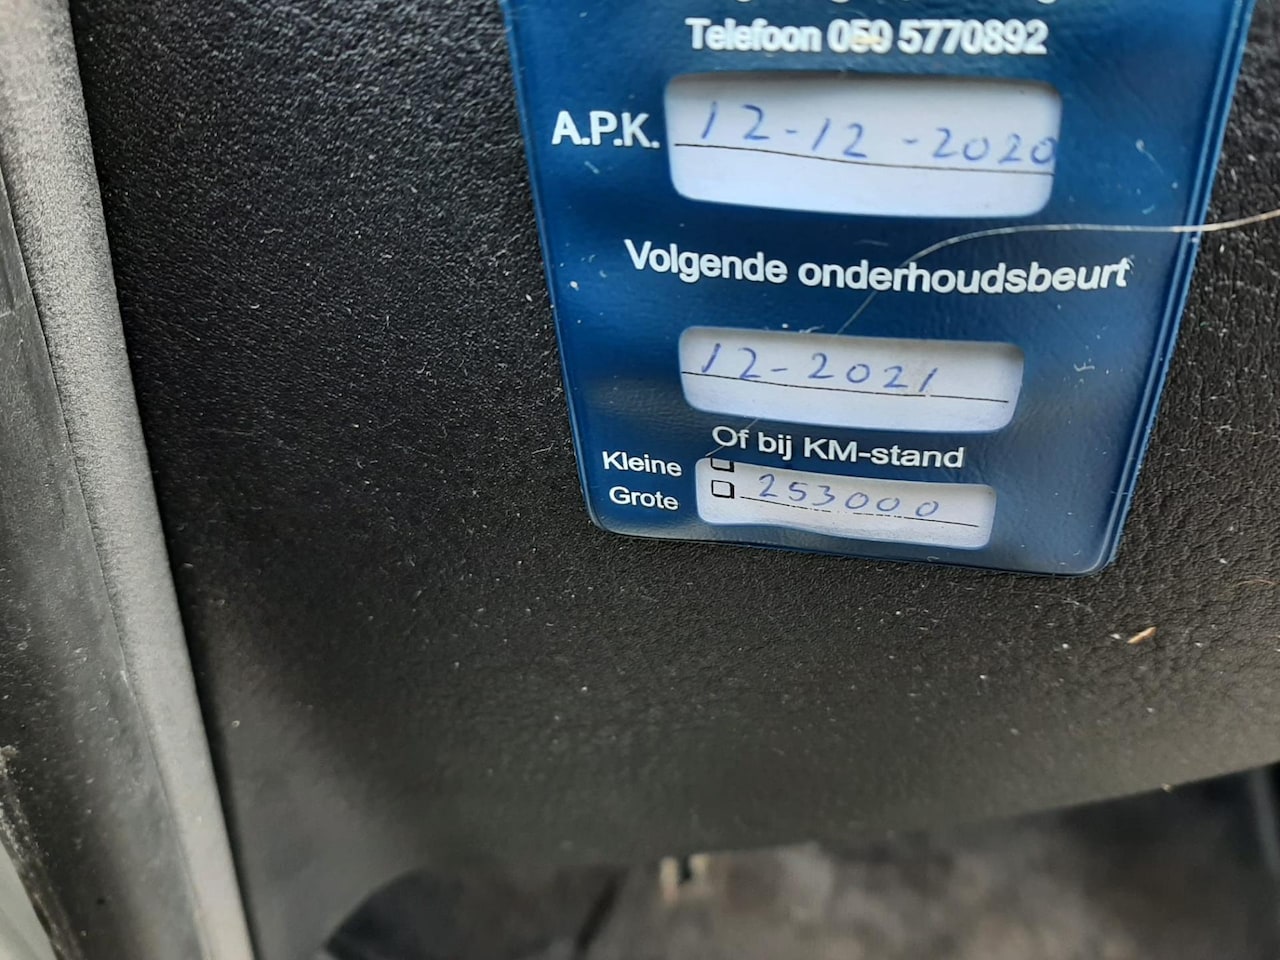 Telefoon 050 5770892
A.P.K. 12-12-2020
Volgende onderhoudsbeurt
12-2021
Of bij KM-stand
Kleine
Grote 253000